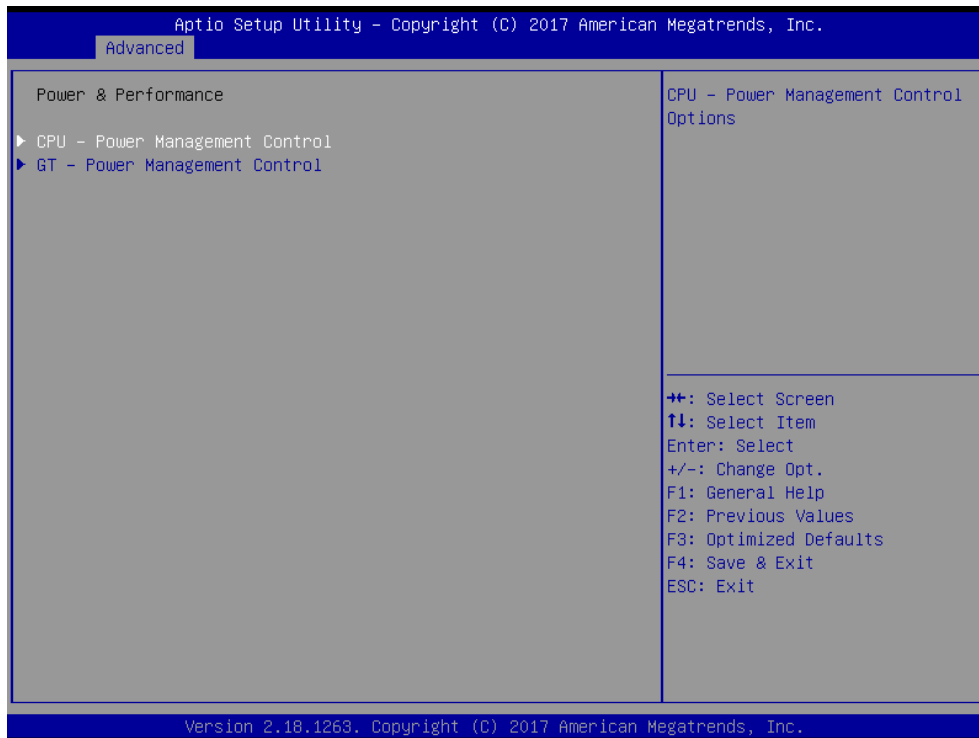 Aptio Setup Utility – Copyright (C) 2017 American Megatrends, Inc.
Advanced
Power & Performance
▶ CPU – Power Management Control
▶ GT – Power Management Control
CPU – Power Management Control
Options
→←: Select Screen
↑↓: Select Item
Enter: Select
+/-: Change Opt.
F1: General Help
F2: Previous Values
F3: Optimized Defaults
F4: Save & Exit
ESC: Exit
Version 2.18.1263. Copyright (C) 2017 American Megatrends, Inc.